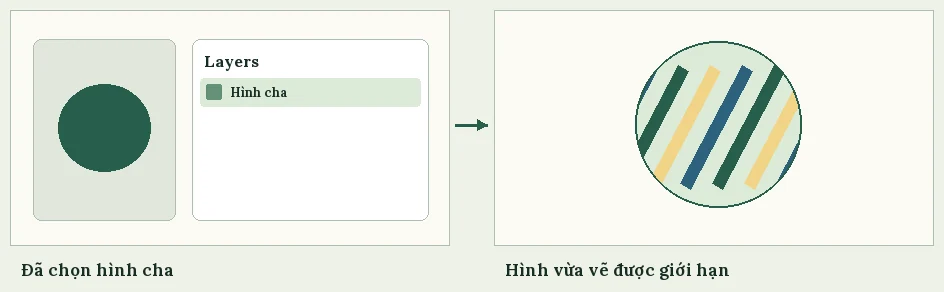 Layers
Hình cha
Đã chọn hình cha
Hình vừa vẽ được giới hạn